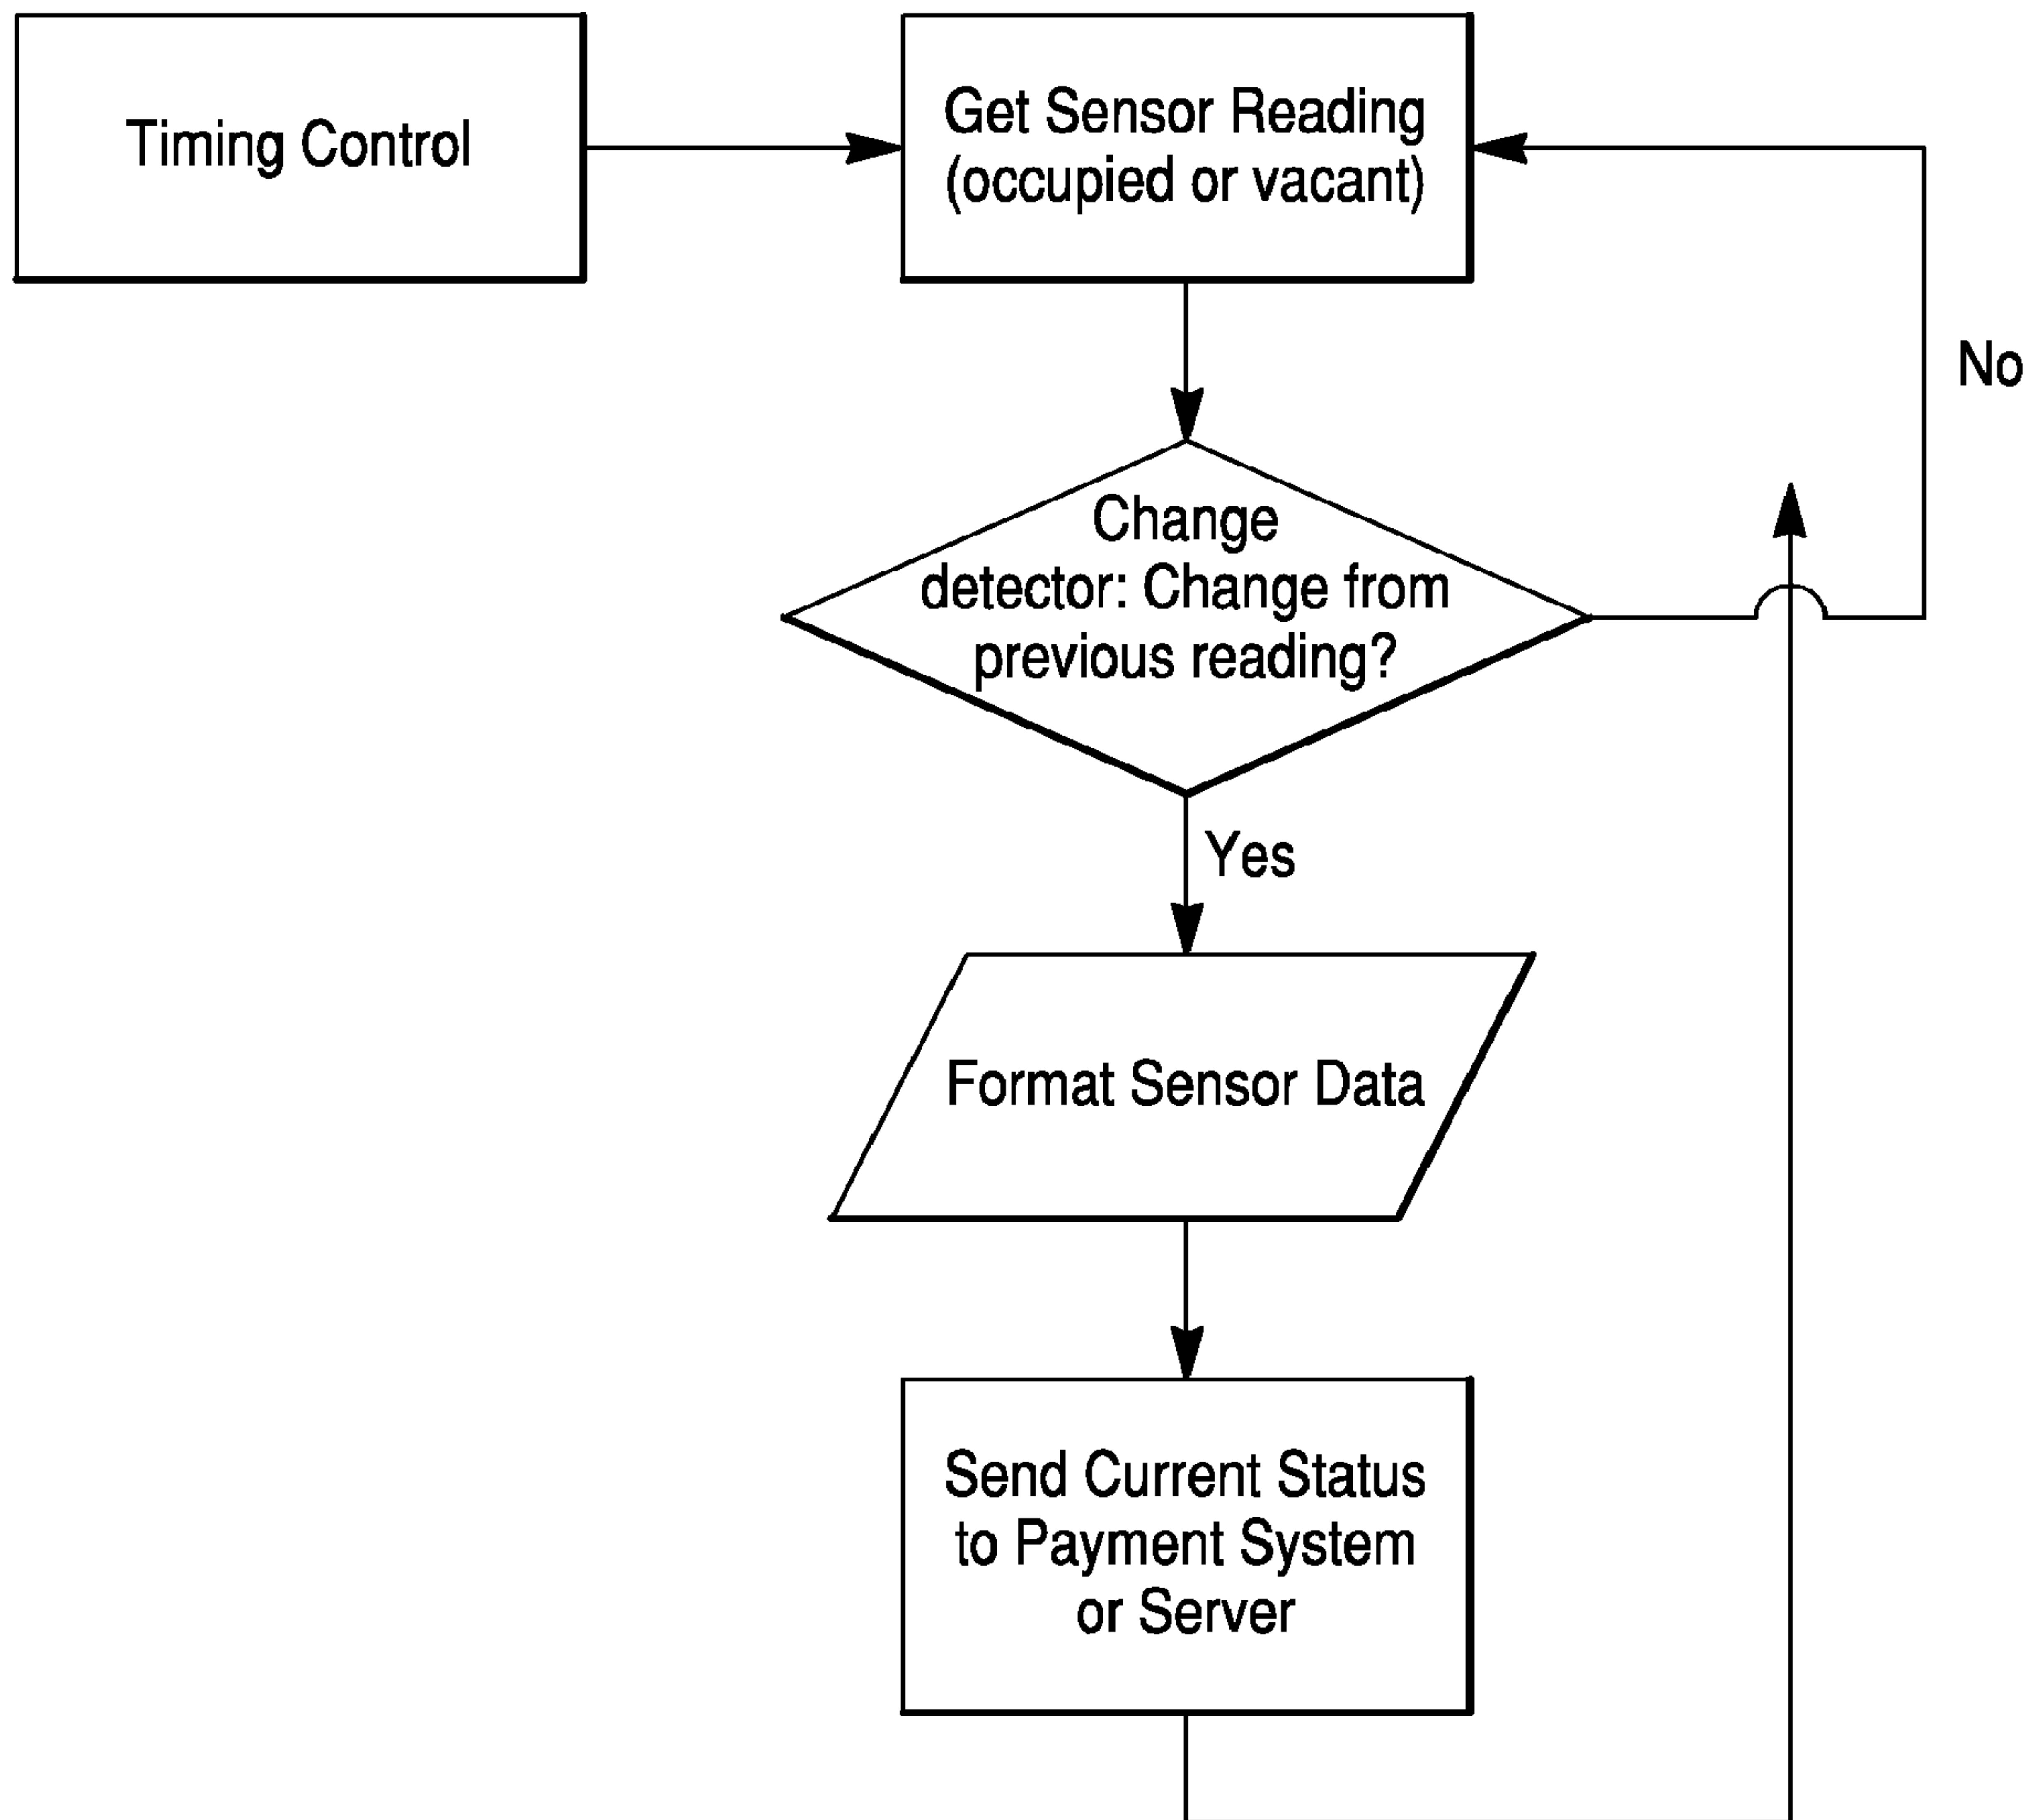 Timing Control
Get Sensor Reading
(occupied or vacant)
No
Change
detector: Change from
previous reading?
Yes
Format Sensor Data
Send Current Status
to Payment System
or Server